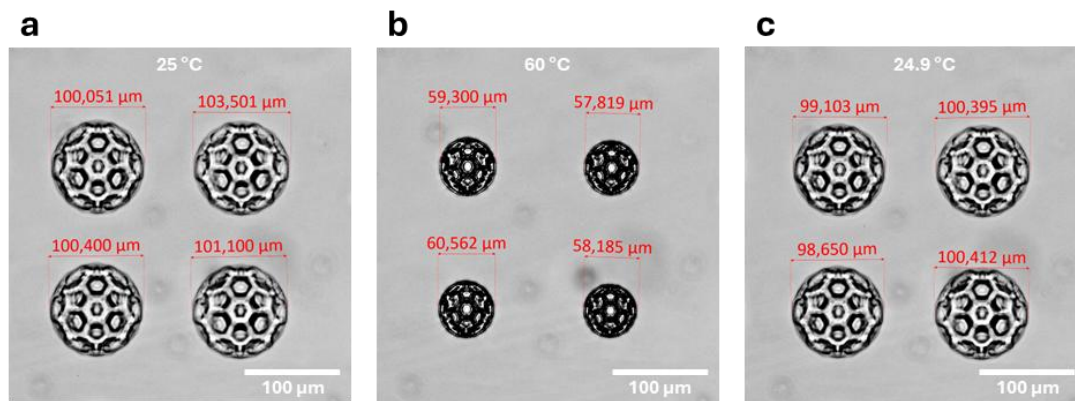 a
25 °C
100,051 µm
103,501 µm
100,400 µm
101,100 µm
100 µm
b
60 °C
59,300 µm
57,819 µm
60,562 µm
58,185 µm
100 µm
c
24.9 °C
99,103 µm
100,395 µm
98,650 µm
100,412 µm
100 µm